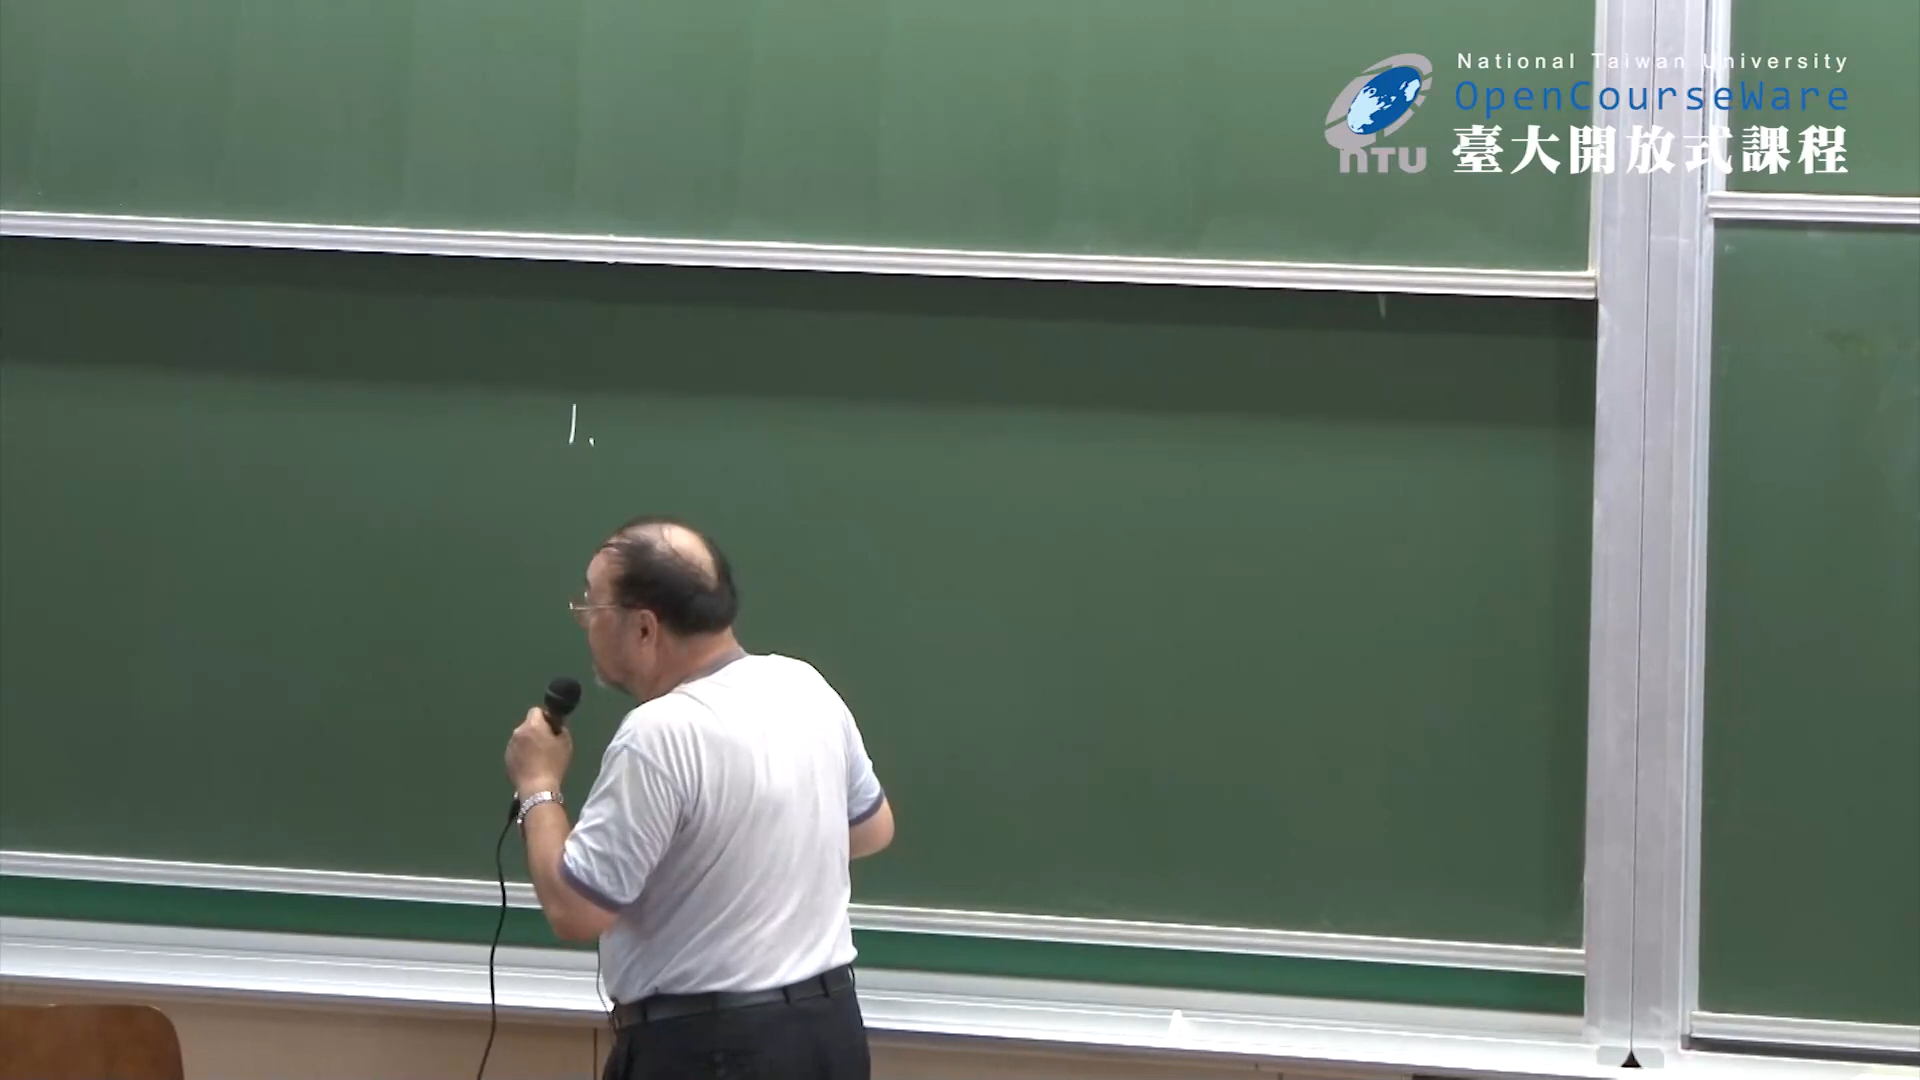 National Taiwan University
OpenCourseWare
臺大開放式課程
nTU
1.